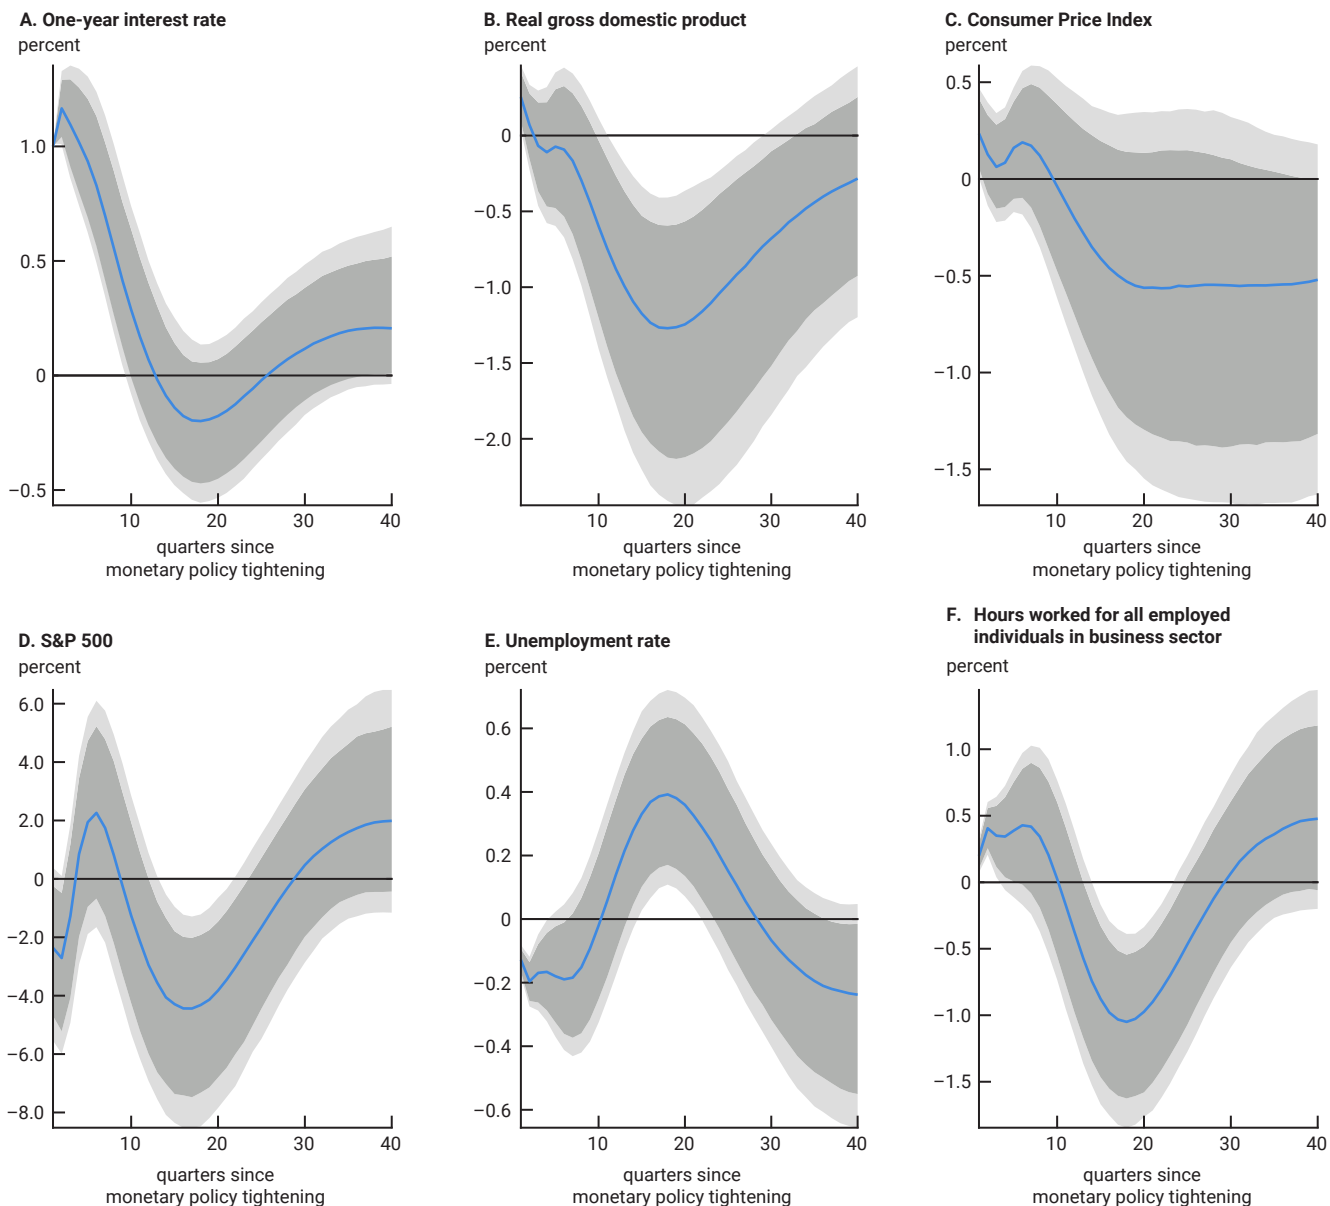 A. One-year interest rate
percent
1.0
0.5
0
−0.5
10 20 30 40
quarters since
monetary policy tightening
B. Real gross domestic product
percent
0
−0.5
−1.0
−1.5
−2.0
10 20 30 40
quarters since
monetary policy tightening
C. Consumer Price Index
percent
0.5
0
−0.5
−1.0
−1.5
10 20 30 40
quarters since
monetary policy tightening
D. S&P 500
percent
6.0
4.0
2.0
0
−2.0
−4.0
−6.0
−8.0
10 20 30 40
quarters since
monetary policy tightening
E. Unemployment rate
percent
0.6
0.4
0.2
0
−0.2
−0.4
−0.6
10 20 30 40
quarters since
monetary policy tightening
F. Hours worked for all employed
individuals in business sector
percent
1.0
0.5
0
−0.5
−1.0
−1.5
10 20 30 40
quarters since
monetary policy tightening